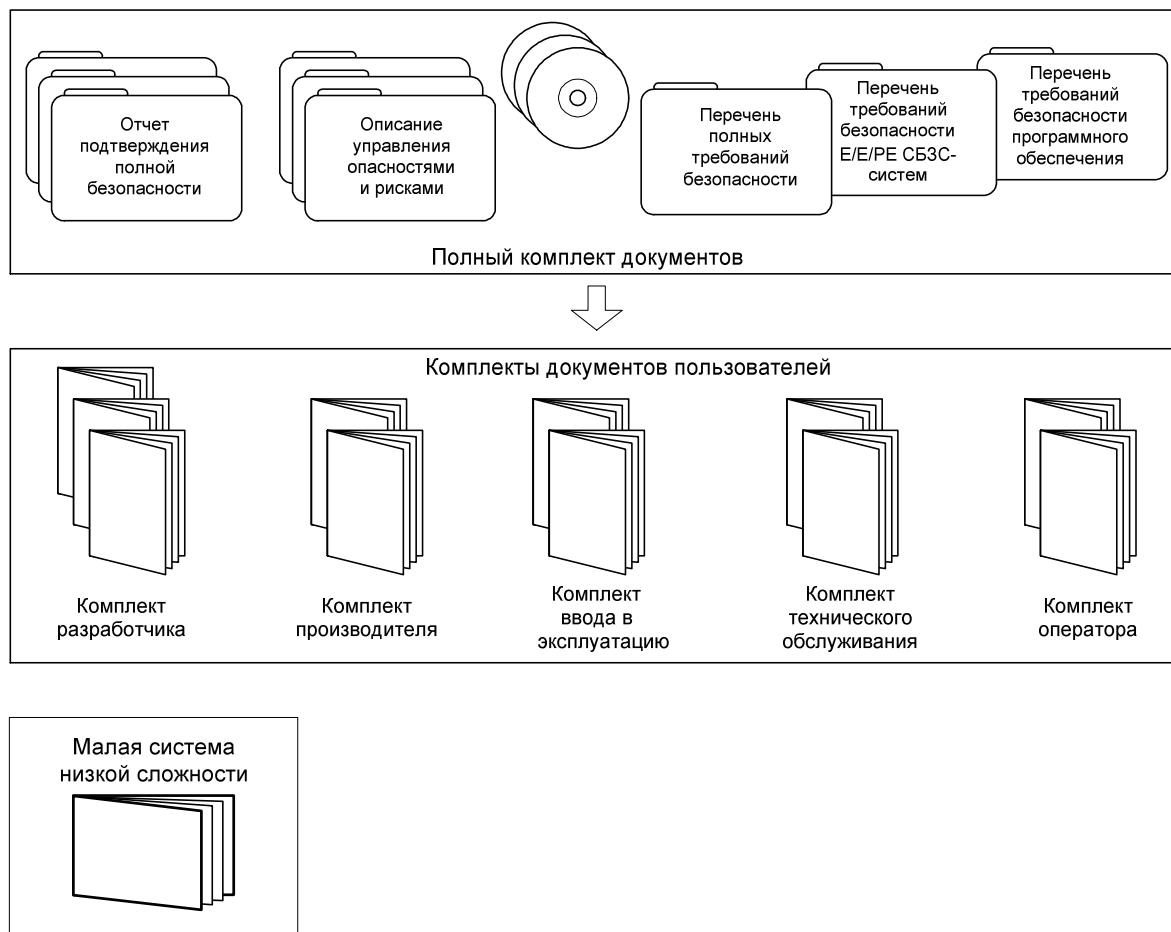 Отчет
подтверждения
полной
безопасности
Описание
управления
опасностями
и рисками
Перечень
полных
требований
безопасности
Перечень
требований
безопасности
Е/Е/РЕ СБЗС-
систем
Перечень
требований
безопасности
программного
обеспечения
Полный комплект документов
Комплекты документов пользователей
Комплект
разработчика
Комплект
производителя
Комплект
ввода в
эксплуатацию
Комплект
технического
обслуживания
Комплект
оператора
Малая система
низкой сложности